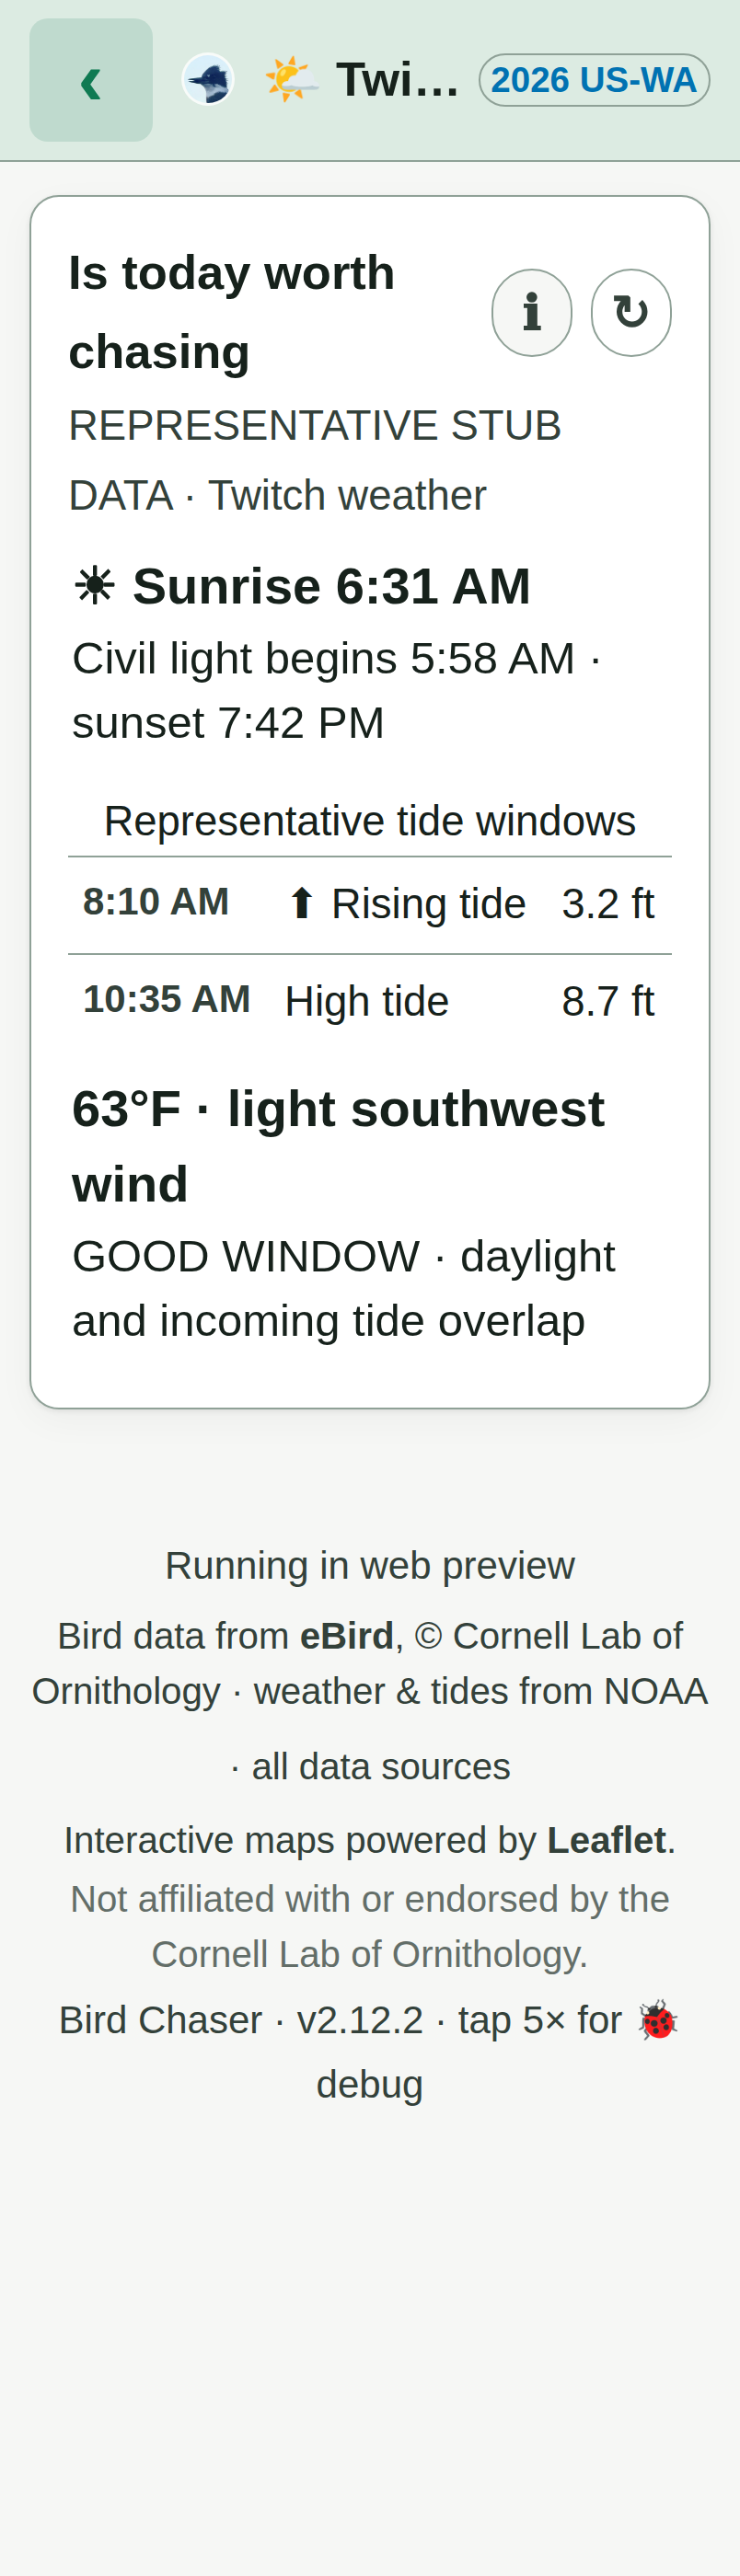 ‹ 🌤️ Twi... 2026 US-WA
Is today worth
chasing
ℹ ↻
REPRESENTATIVE STUB
DATA · Twitch weather
☀ Sunrise 6:31 AM
Civil light begins 5:58 AM ·
sunset 7:42 PM
Representative tide windows
8:10 AM ⬆ Rising tide 3.2 ft
10:35 AM High tide 8.7 ft
63°F · light southwest
wind
GOOD WINDOW · daylight
and incoming tide overlap
Running in web preview
Bird data from eBird, © Cornell Lab of
Ornithology · weather & tides from NOAA
· all data sources
Interactive maps powered by Leaflet.
Not affiliated with or endorsed by the
Cornell Lab of Ornithology.
Bird Chaser · v2.12.2 · tap 5× for 🐞
debug